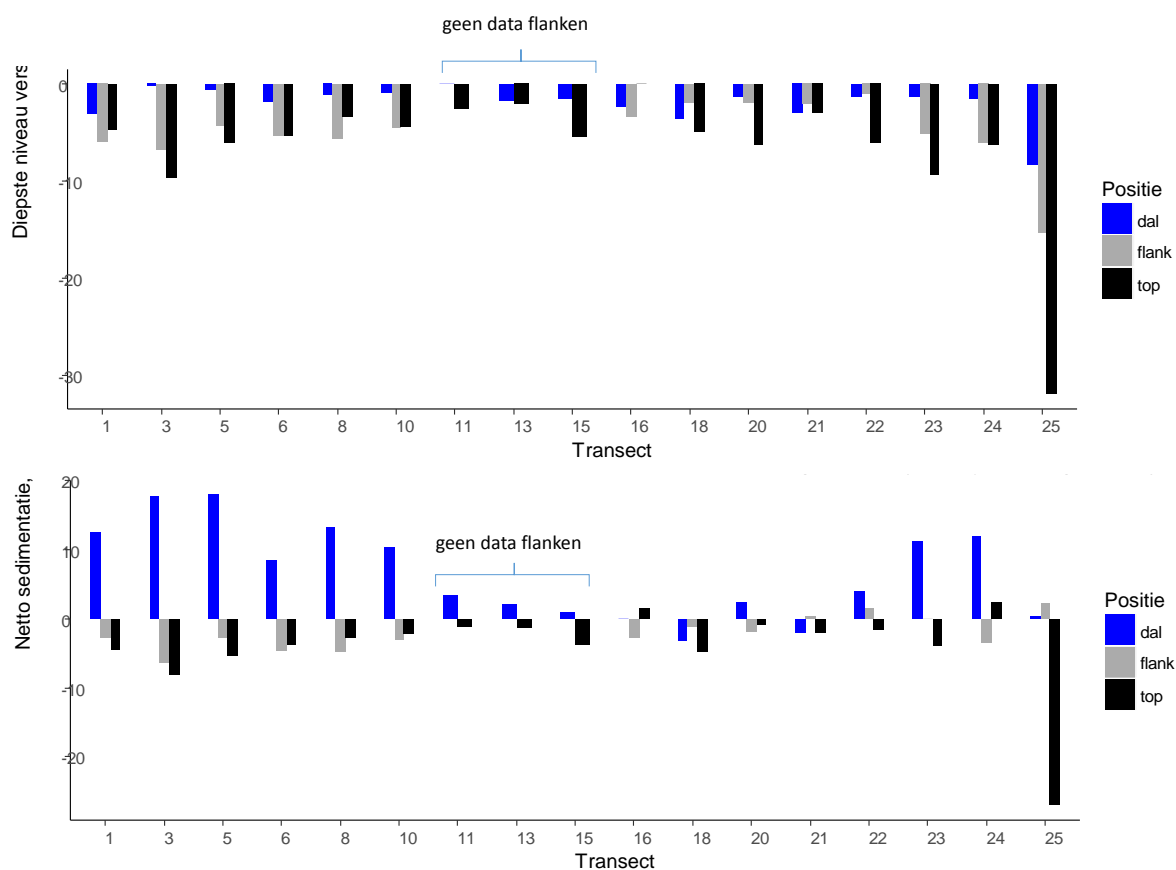 geen data flanken
Diepste niveau vers
0
-10
-20
-30
1 3 5 6 8 10 11 13 15 16 18 20 21 22 23 24 25
Transect
Positie
dal
flank
top
Netto sedimentatie,
20
10
0
-10
-20
geen data flanken
1 3 5 6 8 10 11 13 15 16 18 20 21 22 23 24 25
Transect
Positie
dal
flank
top